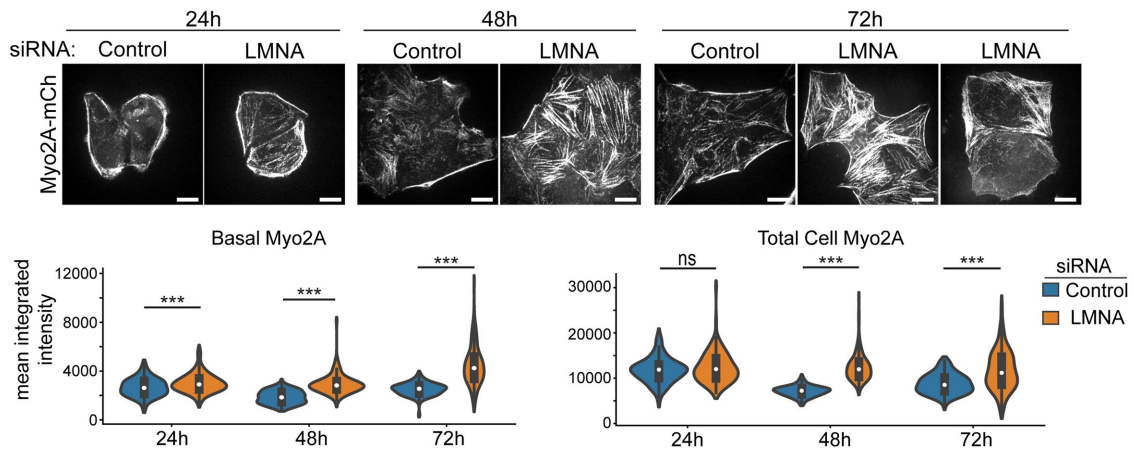 24h 48h 72h
siRNA: Control LMNA Control LMNA Control LMNA LMNA
Myo2A-mCh
Basal Myo2A
mean integrated
intensity
12000
8000
4000
0
*** *** ***
24h 48h 72h
Total Cell Myo2A
30000
20000
10000
0
ns *** ***
24h 48h 72h
siRNA
Control
LMNA